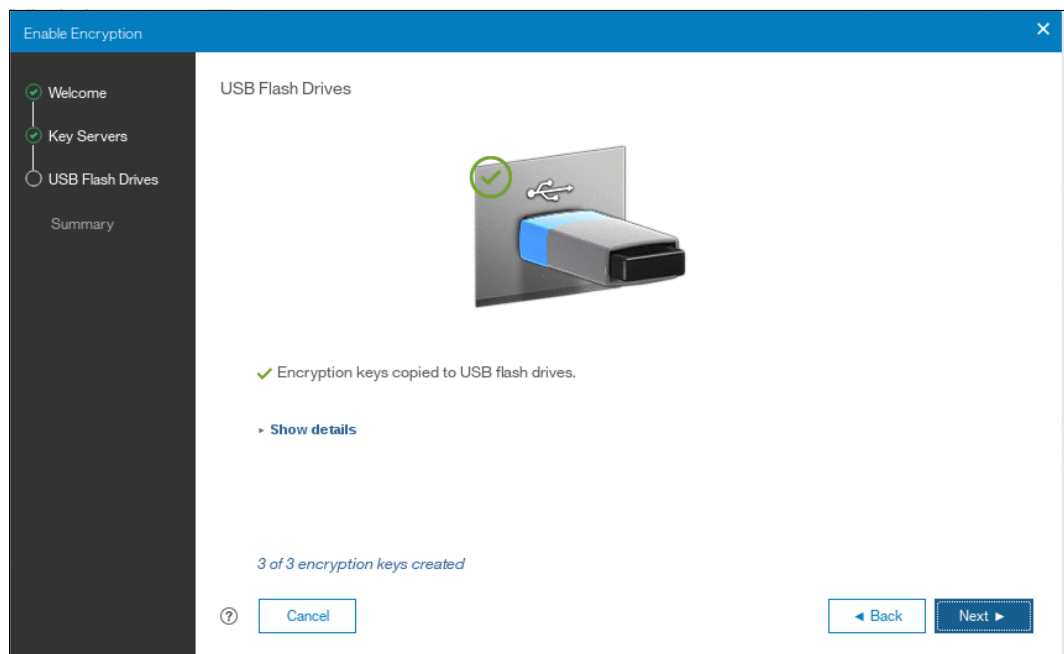 Enable Encryption
Welcome
Key Servers
USB Flash Drives
Summary
USB Flash Drives
Encryption keys copied to USB flash drives.
Show details
3 of 3 encryption keys created
?
Cancel
Back
Next